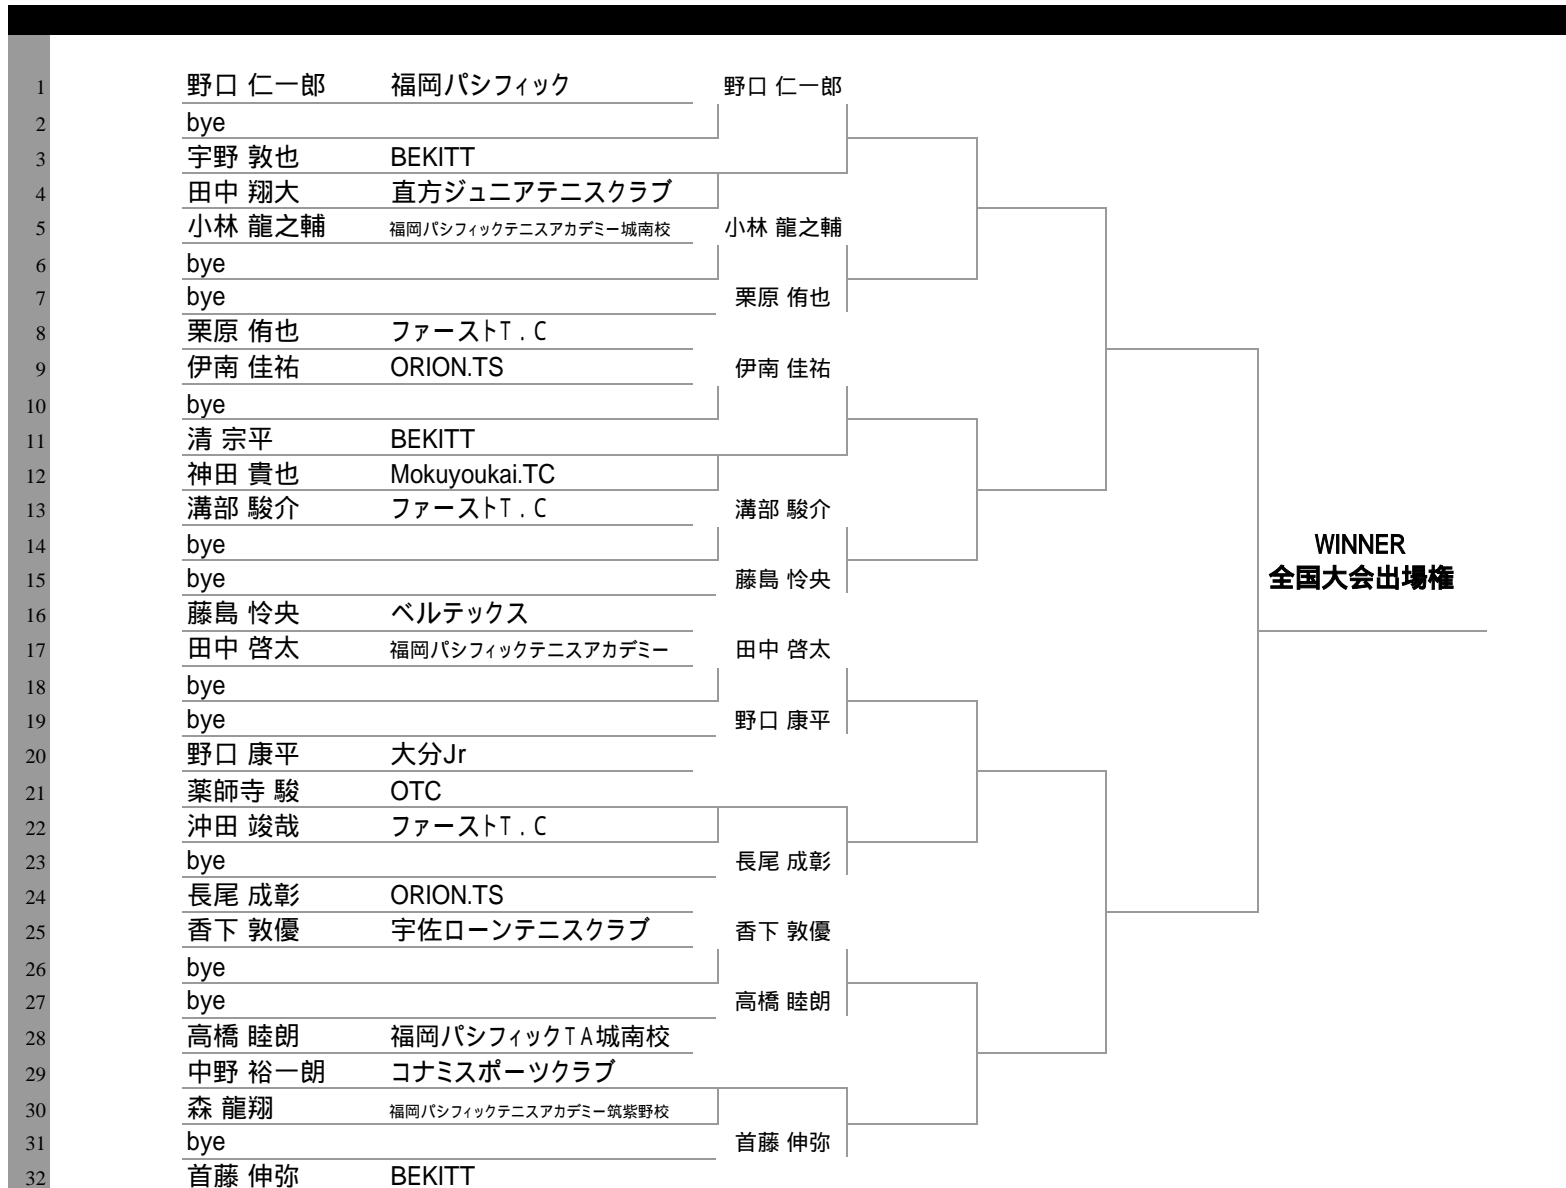 1 野口 仁一郎 福岡パシフィック 野口 仁一郎
2 bye
3 宇野 敦也 BEKITT
4 田中 翔大 直方ジュニアテニスクラブ
5 小林 龍之輔 福岡パシフィックテニスアカデミー城南校 小林 龍之輔
6 bye
7 bye 栗原 侑也
8 栗原 侑也 ファーストT.C
9 伊南 佳祐 ORION.TS 伊南 佳祐
10 bye
11 清 宗平 BEKITT
12 神田 貴也 Mokuyoukai.TC
13 溝部 駿介 ファーストT.C 溝部 駿介
14 bye WINNER
15 bye 藤島 怜央 全国大会出場権
16 藤島 怜央 ベルテックス
17 田中 啓太 福岡パシフィックテニスアカデミー 田中 啓太
18 bye
19 bye 野口 康平
20 野口 康平 大分Jr
21 薬師寺 駿 OTC
22 沖田 竣哉 ファーストT.C
23 bye 長尾 成彰
24 長尾 成彰 ORION.TS
25 香下 敦優 宇佐ローンテニスクラブ 香下 敦優
26 bye
27 bye 高橋 睦朗
28 高橋 睦朗 福岡パシフィックTA城南校
29 中野 裕一朗 コナミスポーツクラブ
30 森 龍翔 福岡パシフィックテニスアカデミー筑紫野校
31 bye 首藤 伸弥
32 首藤 伸弥 BEKITT